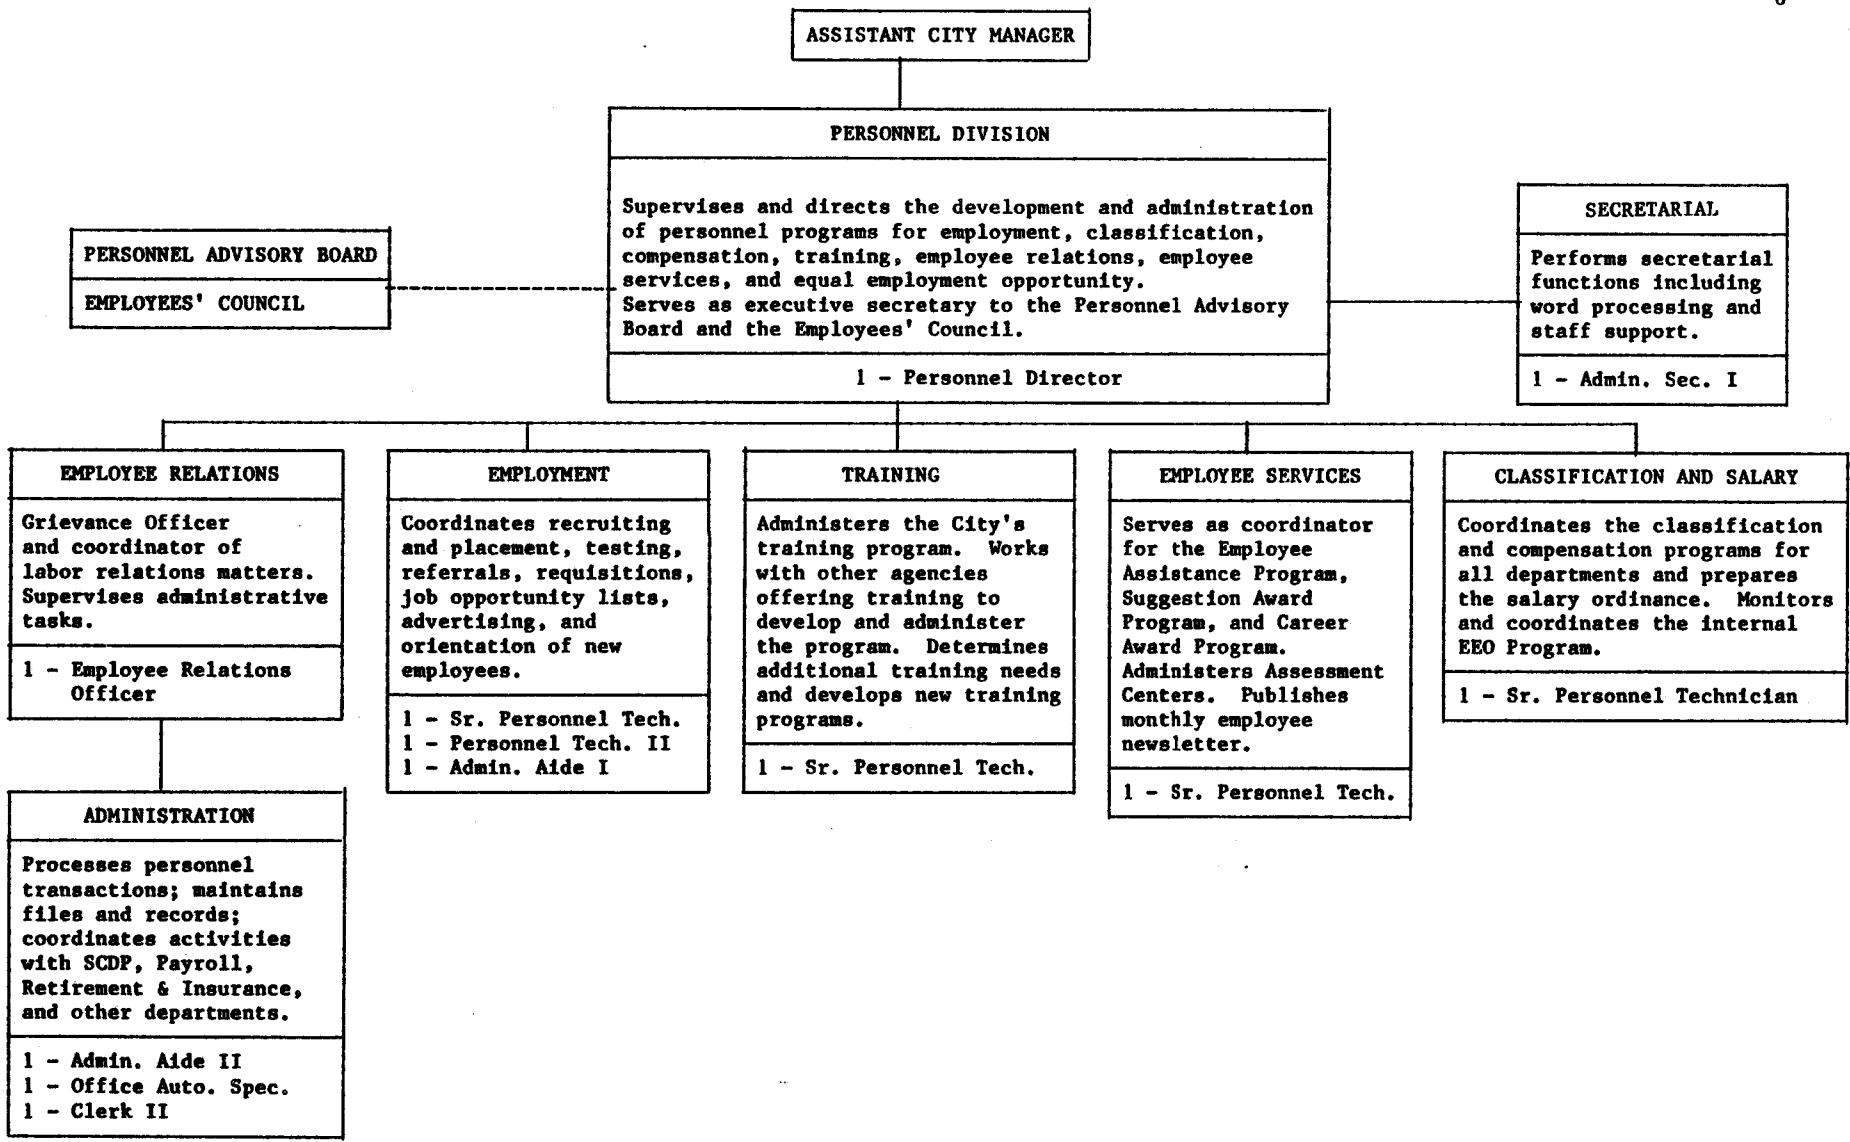 ASSISTANT CITY MANAGER
PERSONNEL DIVISION
Supervises and directs the development and administration
of personnel programs for employment, classification,
compensation, training, employee relations, employee
services, and equal employment opportunity.
Serves as executive secretary to the Personnel Advisory
Board and the Employees' Council.
1 - Personnel Director
PERSONNEL ADVISORY BOARD
EMPLOYEES' COUNCIL
SECRETARIAL
Performs secretarial
functions including
word processing and
staff support.
1 - Admin. Sec. I
EMPLOYEE RELATIONS
Grievance Officer
and coordinator of
labor relations matters.
Supervises administrative
tasks.
1 - Employee Relations
Officer
EMPLOYMENT
Coordinates recruiting
and placement, testing,
referrals, requisitions,
job opportunity lists,
advertising, and
orientation of new
employees.
1 - Sr. Personnel Tech.
1 - Personnel Tech. II
1 - Admin. Aide I
TRAINING
Administers the City's
training program. Works
with other agencies
offering training to
develop and administer
the program. Determines
additional training needs
and develops new training
programs.
1 - Sr. Personnel Tech.
EMPLOYEE SERVICES
Serves as coordinator
for the Employee
Assistance Program,
Suggestion Award
Program, and Career
Award Program.
Administers Assessment
Centers. Publishes
monthly employee
newsletter.
1 - Sr. Personnel Tech.
CLASSIFICATION AND SALARY
Coordinates the classification
and compensation programs for
all departments and prepares
the salary ordinance. Monitors
and coordinates the internal
EEO Program.
1 - Sr. Personnel Technician
ADMINISTRATION
Processes personnel
transactions; maintains
files and records;
coordinates activities
with SCDP, Payroll,
Retirement & Insurance,
and other departments.
1 - Admin. Aide II
1 - Office Auto. Spec.
1 - Clerk II